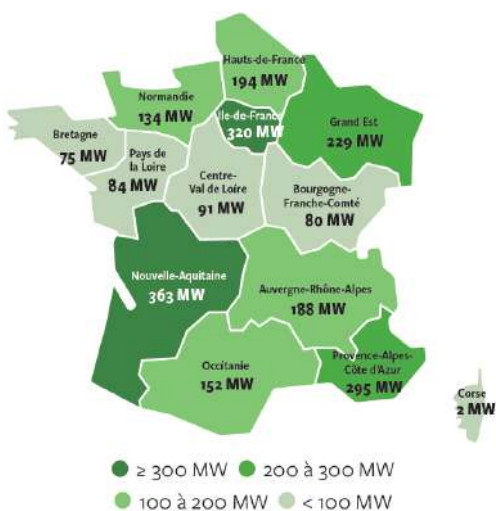 Hauts-de-France
194 MW
Normandie
134 MW
Ile-de-France
320 MW
Grand Est
229 MW
Bretagne
75 MW
Pays de
la Loire
84 MW
Centre-
Val de Loire
91 MW
Bourgogne-
Franche-Comté
80 MW
Nouvelle-Aquitaine
363 MW
Auvergne-Rhône-Alpes
188 MW
Occitanie
152 MW
Provence-Alpes-
Côte d'Azur
295 MW
Corse
2 MW
≥ 300 MW
200 à 300 MW
100 à 200 MW
< 100 MW